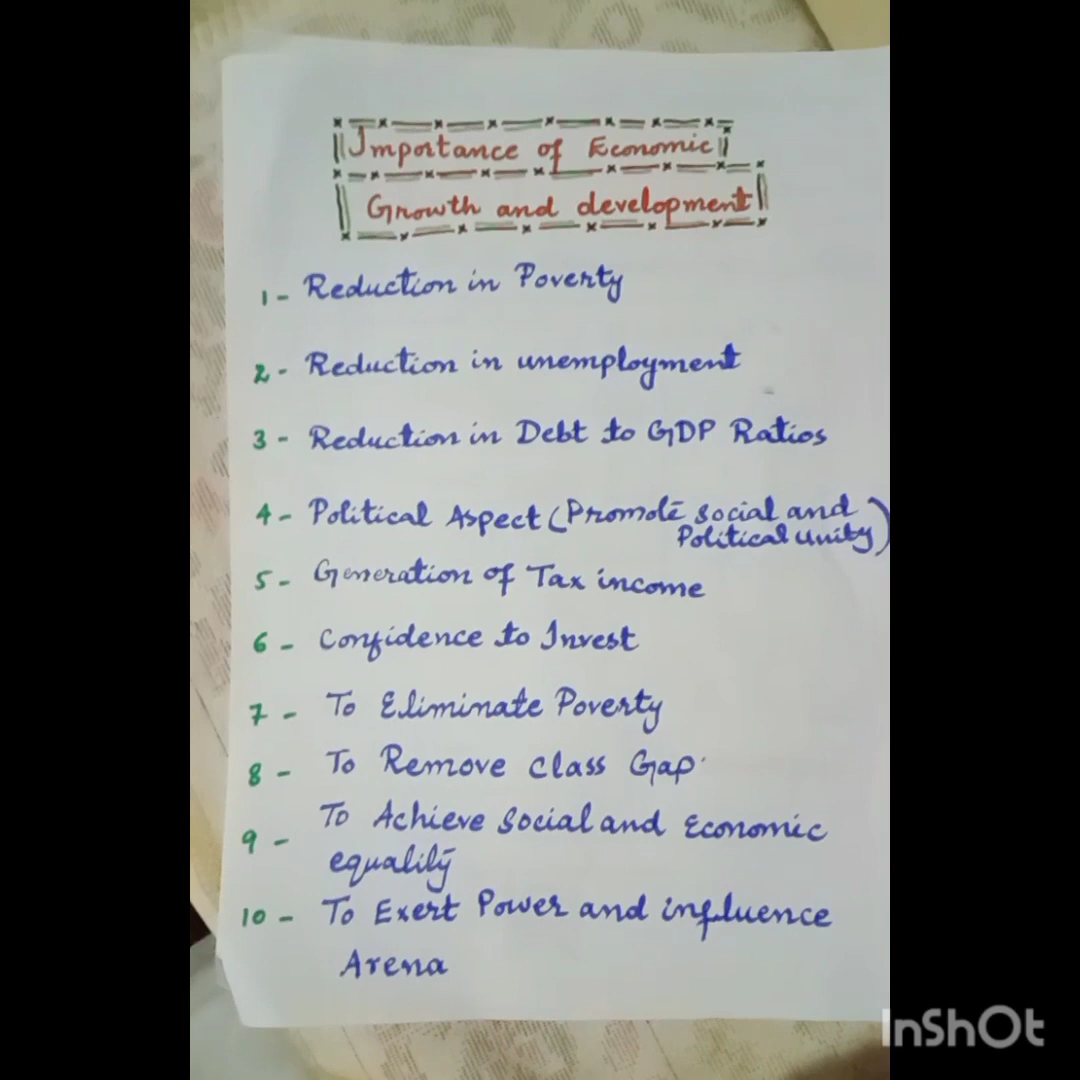 Importance of Economic
Growth and development
1- Reduction in Poverty
2- Reduction in unemployment
3- Reduction in Debt to GDP Ratios
4- Political Aspect (Promote social and
Political unity)
5- Generation of Tax income
6- Confidence to Invest
7- To Eliminate Poverty
8- To Remove class Gap
9- To Achieve social and Economic
equality
10- To Exert Power and influence
Arena
InShOt